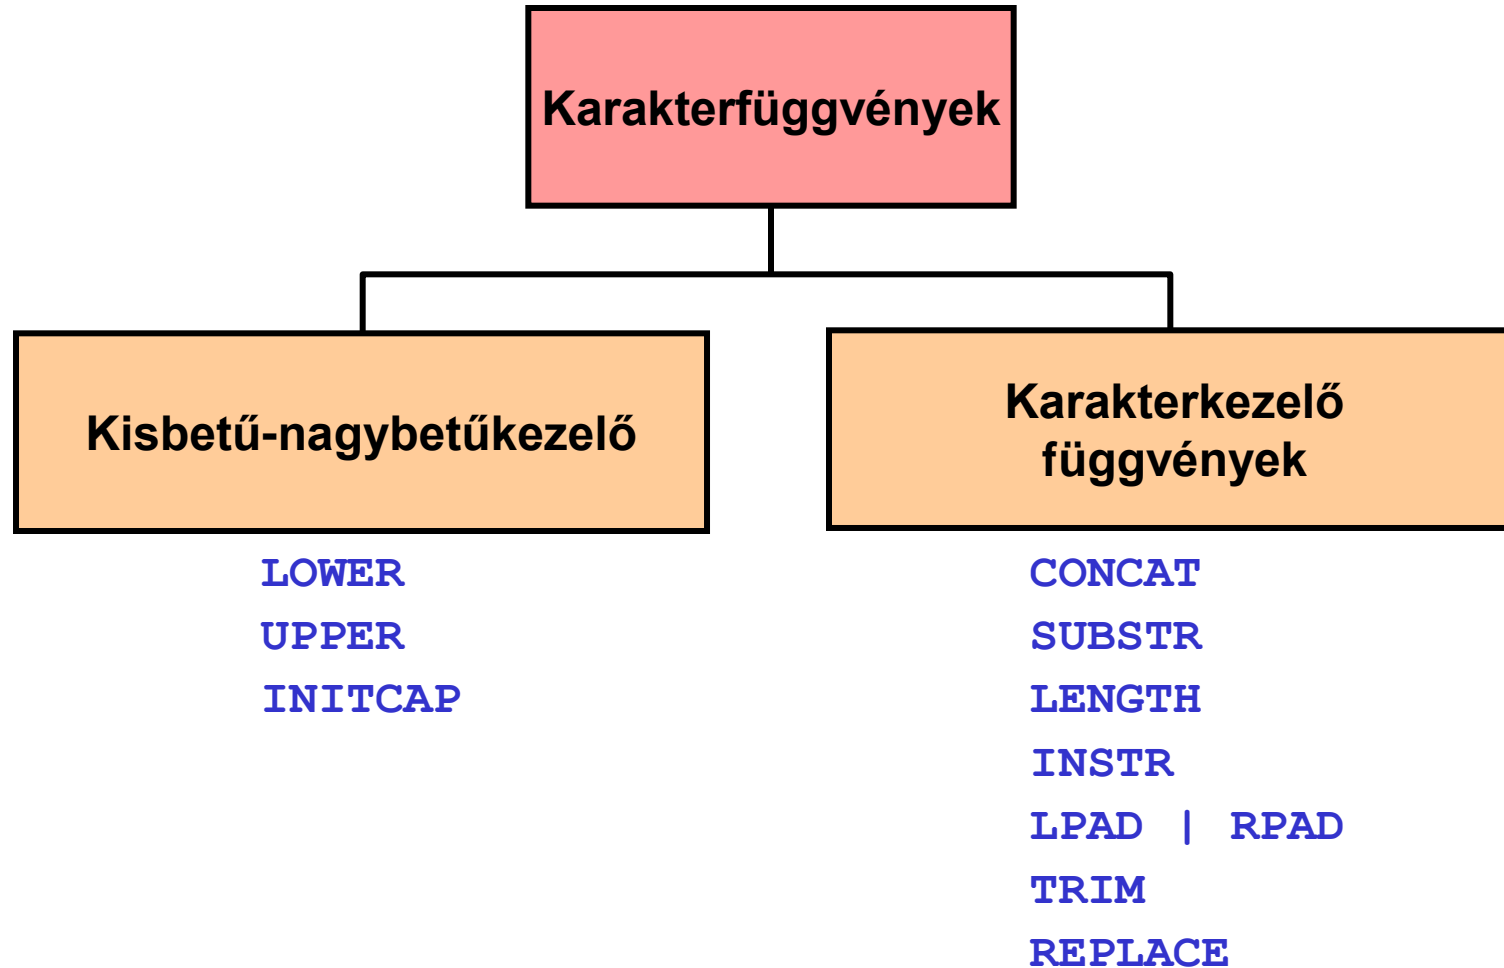 Karakterfüggvények
Kisbetű-nagybetűkezelő
Karakterkezelő
függvények
LOWER
UPPER
INITCAP
CONCAT
SUBSTR
LENGTH
INSTR
LPAD | RPAD
TRIM
REPLACE